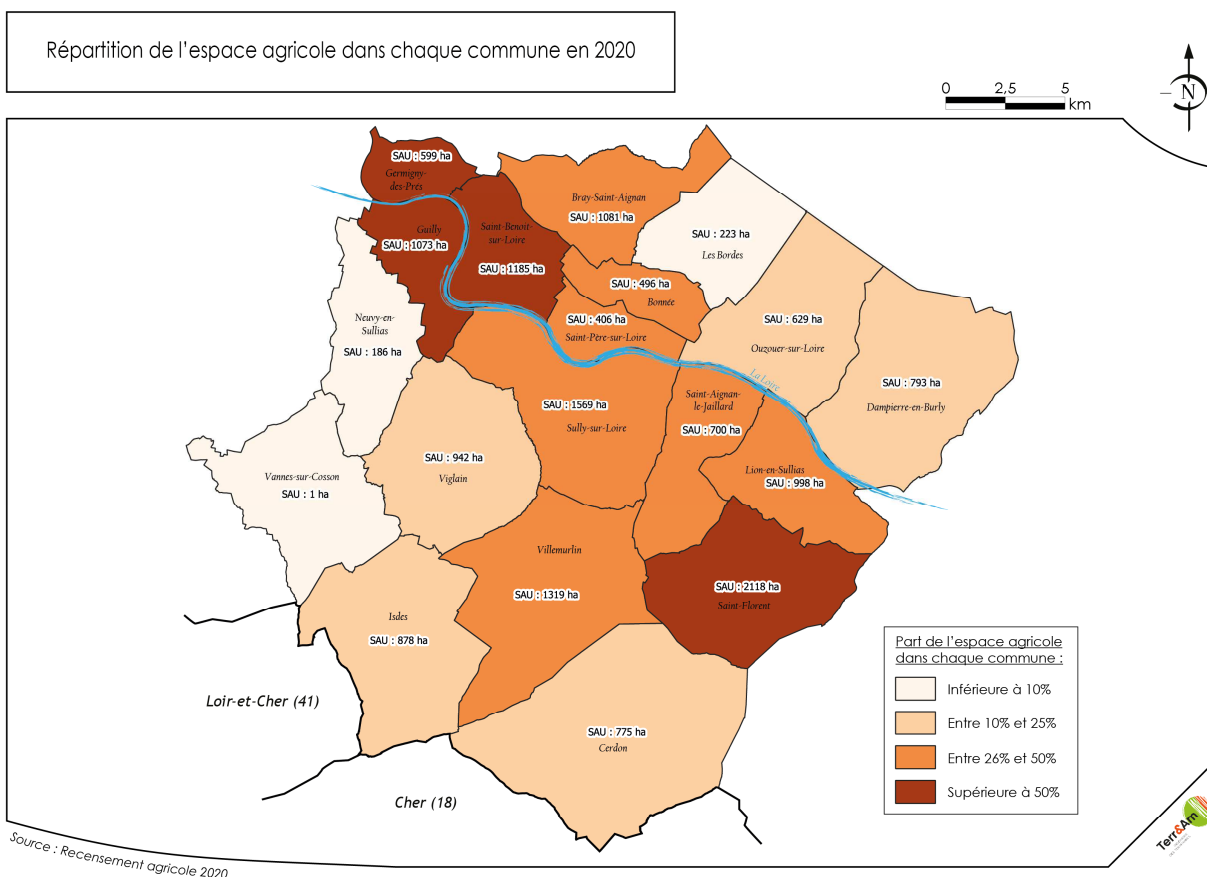 Répartition de l'espace agricole dans chaque commune en 2020
0 2,5 5
km
N
SAU : 599 ha
Germigny-
des-Prés
Bray-Saint-Aignan
SAU : 1081 ha
Guilly
SAU : 1073 ha
Saint-Benoit-
sur-Loire
SAU : 1185 ha
SAU : 223 ha
Les Bordes
SAU : 496 ha
Bonnée
Neuvy-en-
Sullias
SAU : 186 ha
SAU : 406 ha
Saint-Père-sur-Loire
SAU : 629 ha
Ouzouer-sur-Loire
La Loire
SAU : 793 ha
Dampierre-en-Burly
SAU : 1569 ha
Sully-sur-Loire
Saint-Aignan-
le-Jaillard
SAU : 700 ha
SAU : 942 ha
Viglain
Vannes-sur-Cosson
SAU : 1 ha
Lion-en-Sullias
SAU : 998 ha
Villemurlin
SAU : 1319 ha
SAU : 2118 ha
Saint-Florent
Isdes
SAU : 878 ha
SAU : 775 ha
Cerdon
Loir-et-Cher (41)
Cher (18)
Part de l'espace agricole
dans chaque commune :
Inférieure à 10%
Entre 10% et 25%
Entre 26% et 50%
Supérieure à 50%
Source : Recensement agricole 2020
Terr&Am